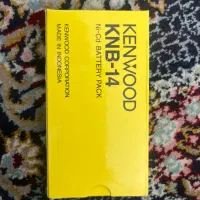 KENWOOD
KNB-14
Ni-Cd BATTERY PACK
KENWOOD CORPORATION
MADE IN INDONESIA